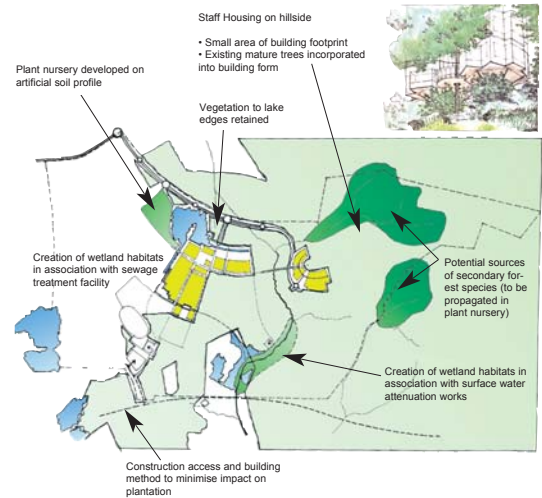 Staff Housing on hillside
• Small area of building footprint
• Existing mature trees incorporated
into building form
Plant nursery developed on
artificial soil profile
Vegetation to lake
edges retained
Creation of wetland habitats
in association with sewage
treatment facility
Potential sources
of secondary for-
est species (to be
propagated in
plant nursery)
Creation of wetland habitats in
association with surface water
attenuation works
Construction access and building
method to minimise impact on
plantation